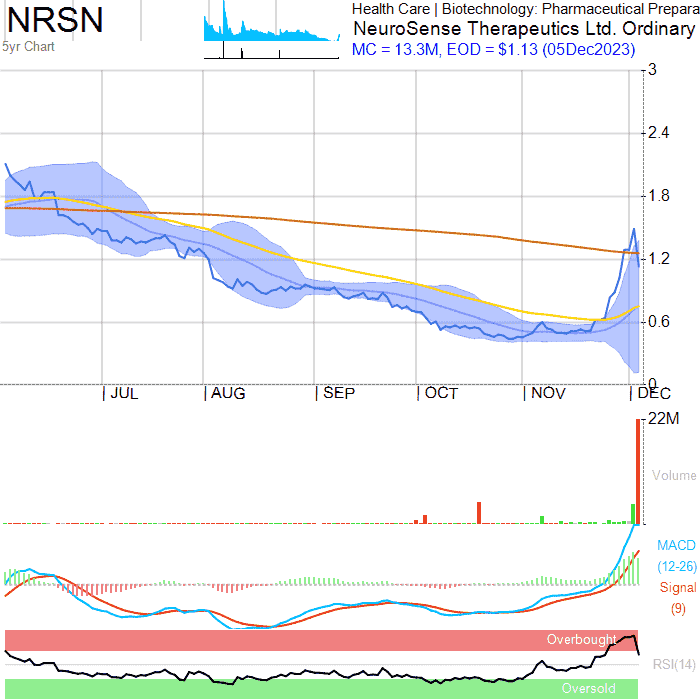 NRSN
5yr Chart
Health Care | Biotechnology: Pharmaceutical Prepara
NeuroSense Therapeutics Ltd. Ordinary
MC = 13.3M, EOD = $1.13 (05Dec2023)
3
2.4
1.8
1.2
0.6
0
| JUL | AUG | SEP | OCT | NOV | DEC
22M
Volume
MACD
(12-26)
Signal
(9)
Overbought
RSI(14)
Oversold